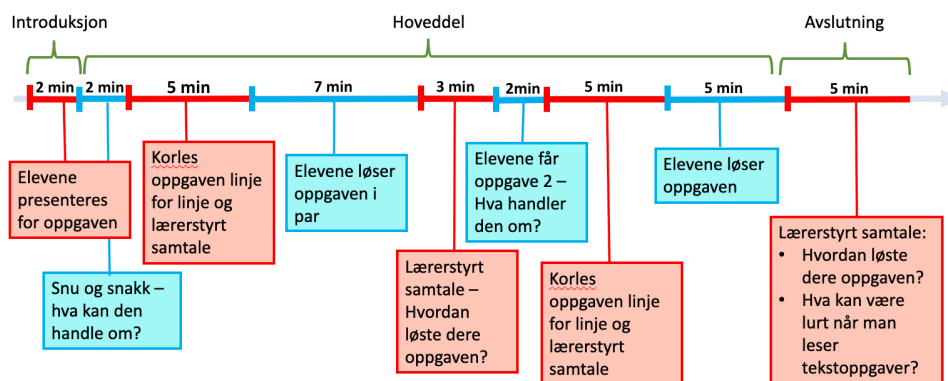 Introduksjon
Hoveddel
Avslutning
2 min
2 min
5 min
7 min
3 min
2min
5 min
5 min
5 min
Elevene
presenteres
for oppgaven
Snu og snakk –
hva kan den
handle om?
Korles
oppgaven linje
for linje og
lærerstyrt
samtale
Elevene løser
oppgaven i
par
Lærerstyrt
samtale –
Hvordan
løste dere
oppgaven?
Elevene får
oppgave 2 –
Hva handler
den om?
Korles
oppgaven linje
for linje og
lærerstyrt
samtale
Elevene løser
oppgaven
Lærerstyrt samtale:
• Hvordan løste
dere oppgaven?
• Hva kan være
lurt når man
leser
tekstoppgaver?